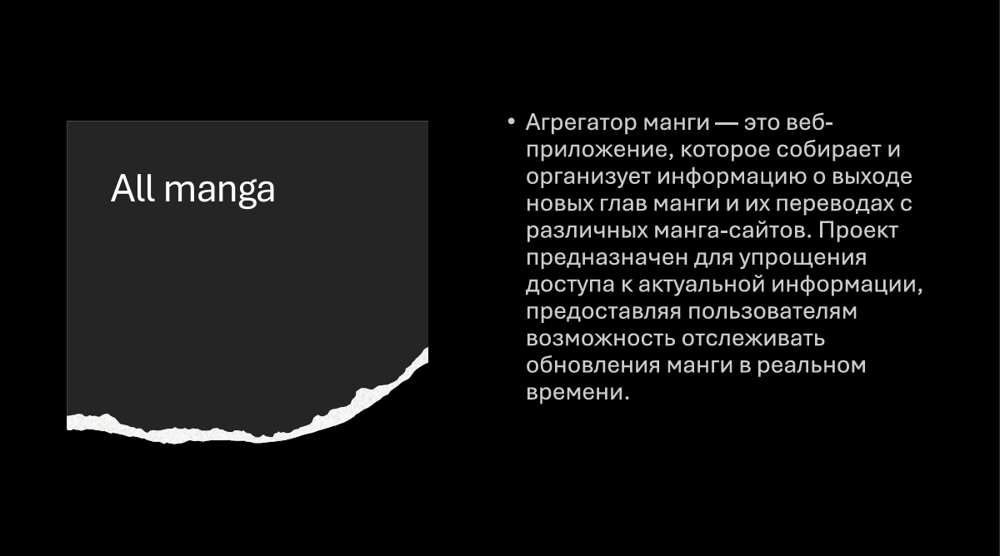 All manga
• Агрегатор манги — это веб-
приложение, которое собирает и
организует информацию о выходе
новых глав манги и их переводах с
различных манга-сайтов. Проект
предназначен для упрощения
доступа к актуальной информации,
предоставляя пользователям
возможность отслеживать
обновления манги в реальном
времени.